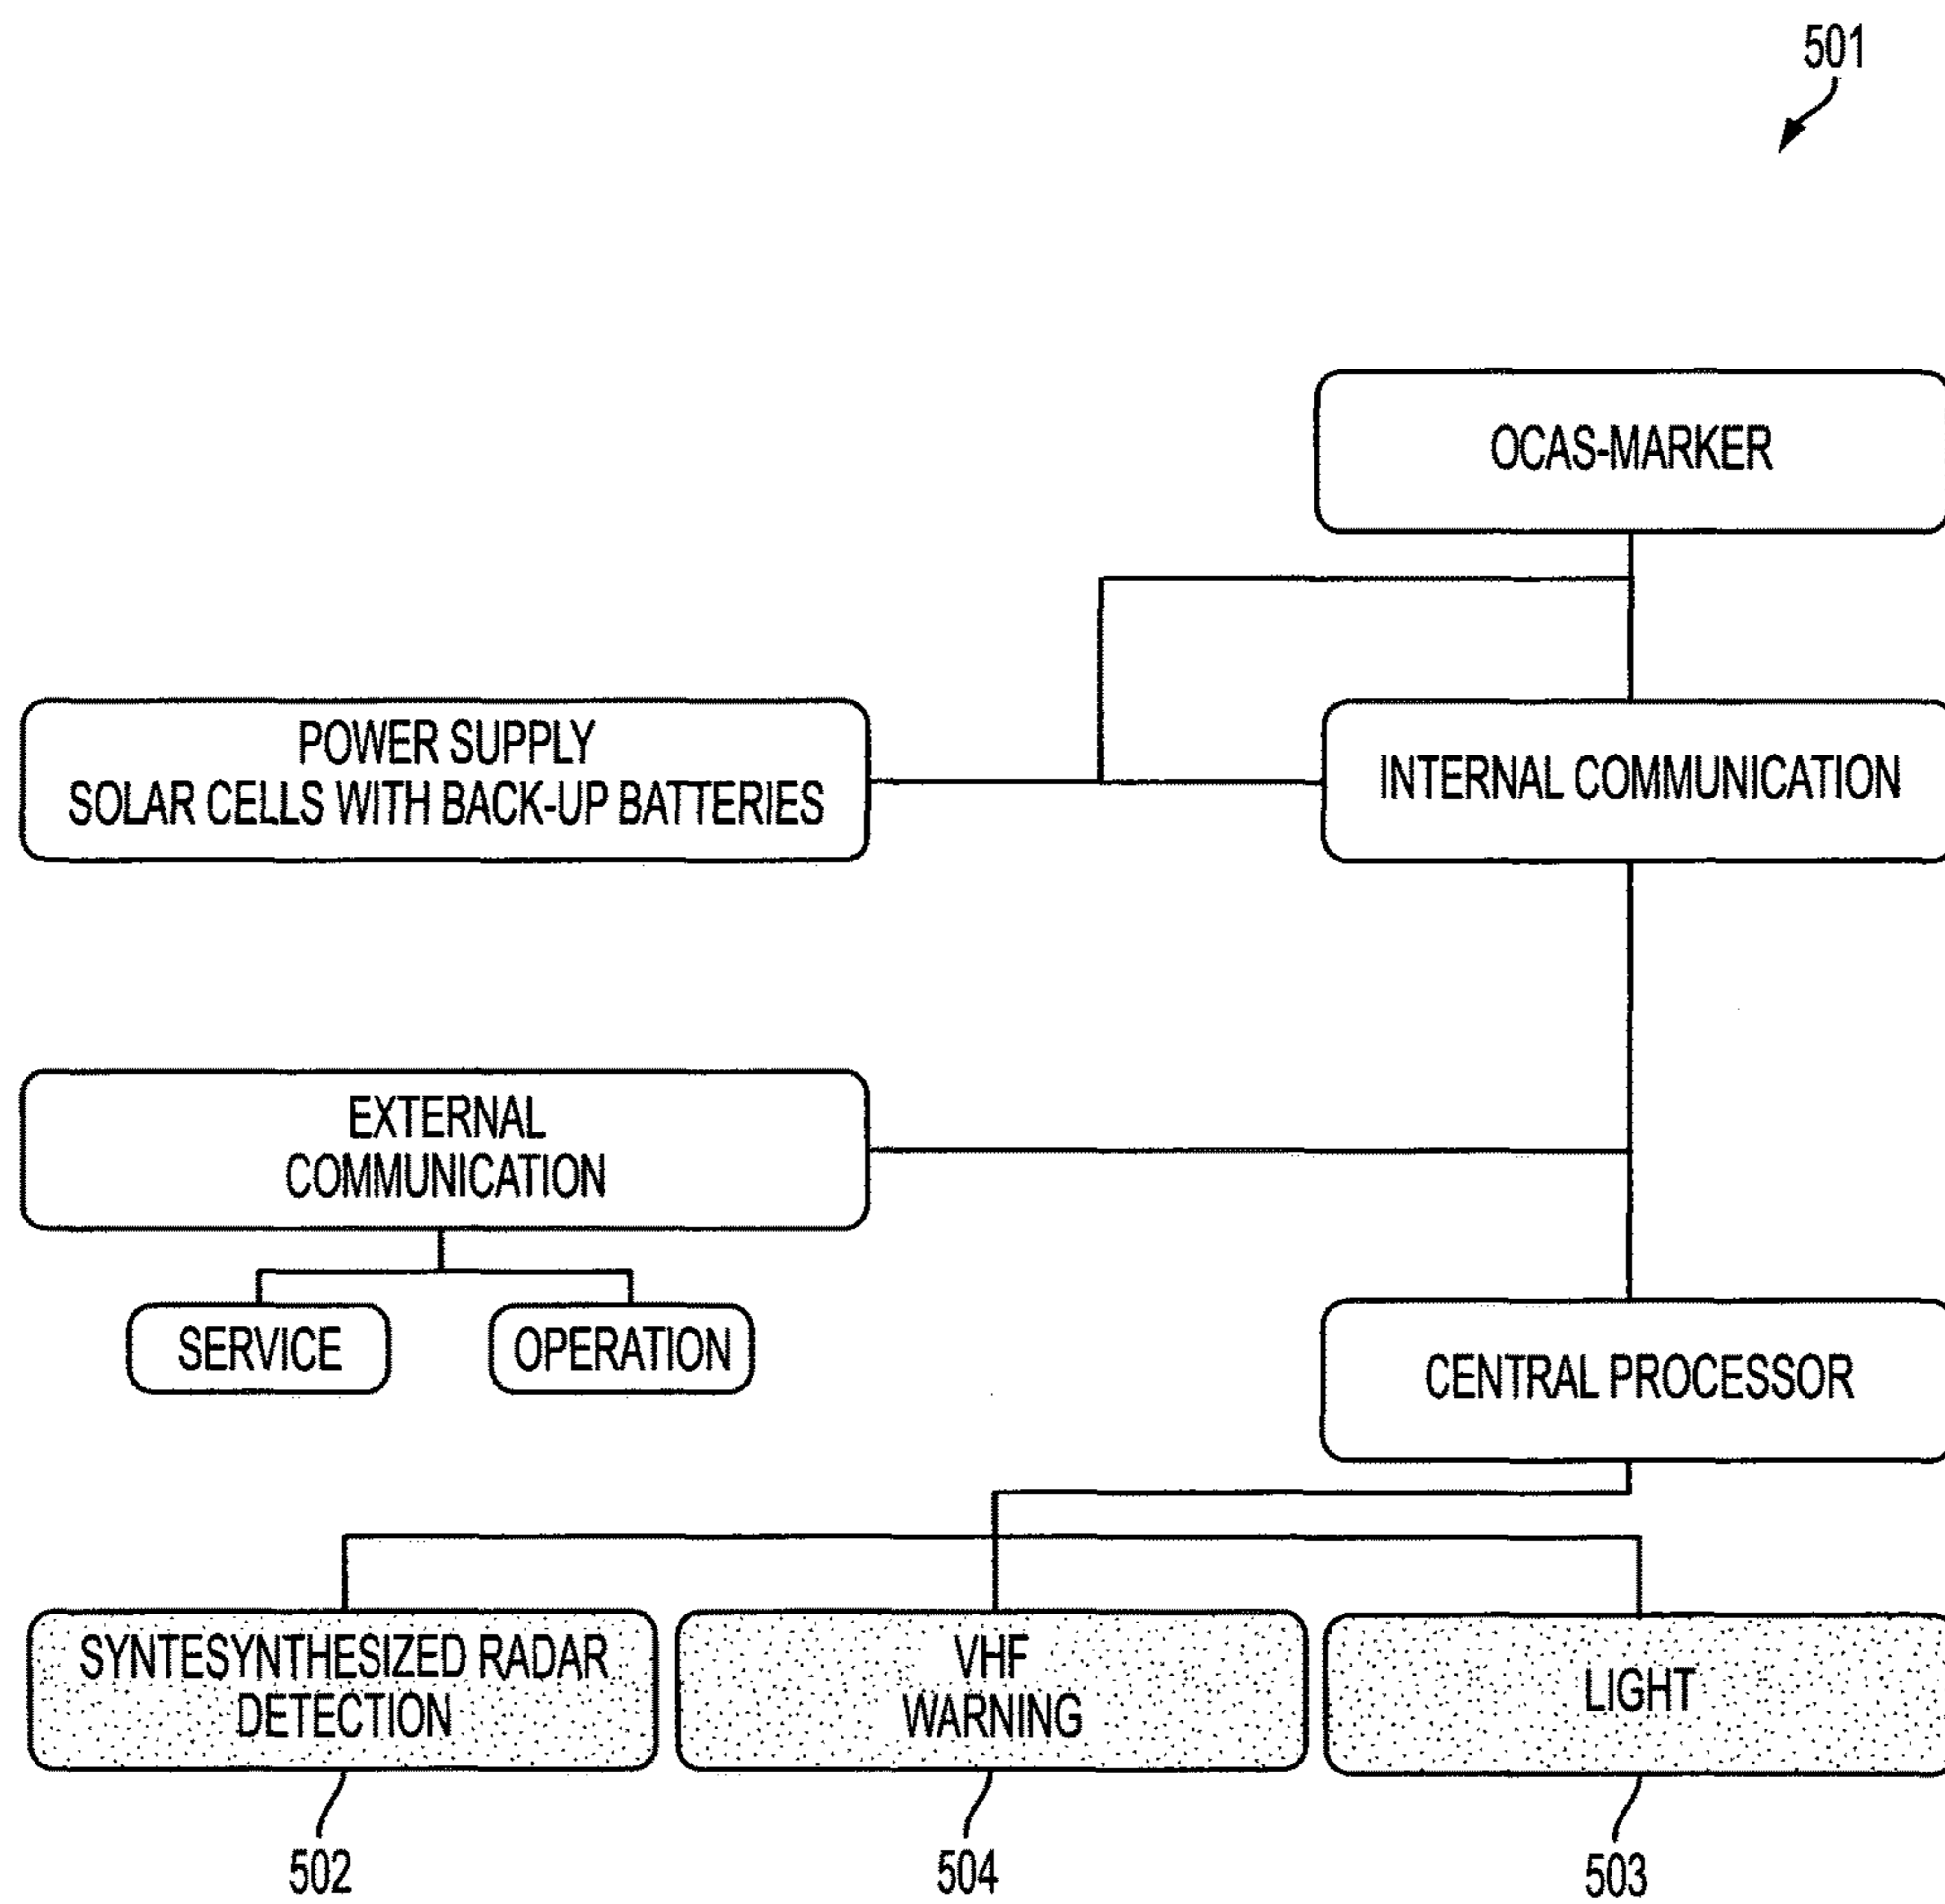 501
OCAS-MARKER
POWER SUPPLY
SOLAR CELLS WITH BACK-UP BATTERIES
INTERNAL COMMUNICATION
EXTERNAL
COMMUNICATION
SERVICE
OPERATION
CENTRAL PROCESSOR
SYNTESYNTHESIZED RADAR
DETECTION
VHF
WARNING
LIGHT
502
504
503